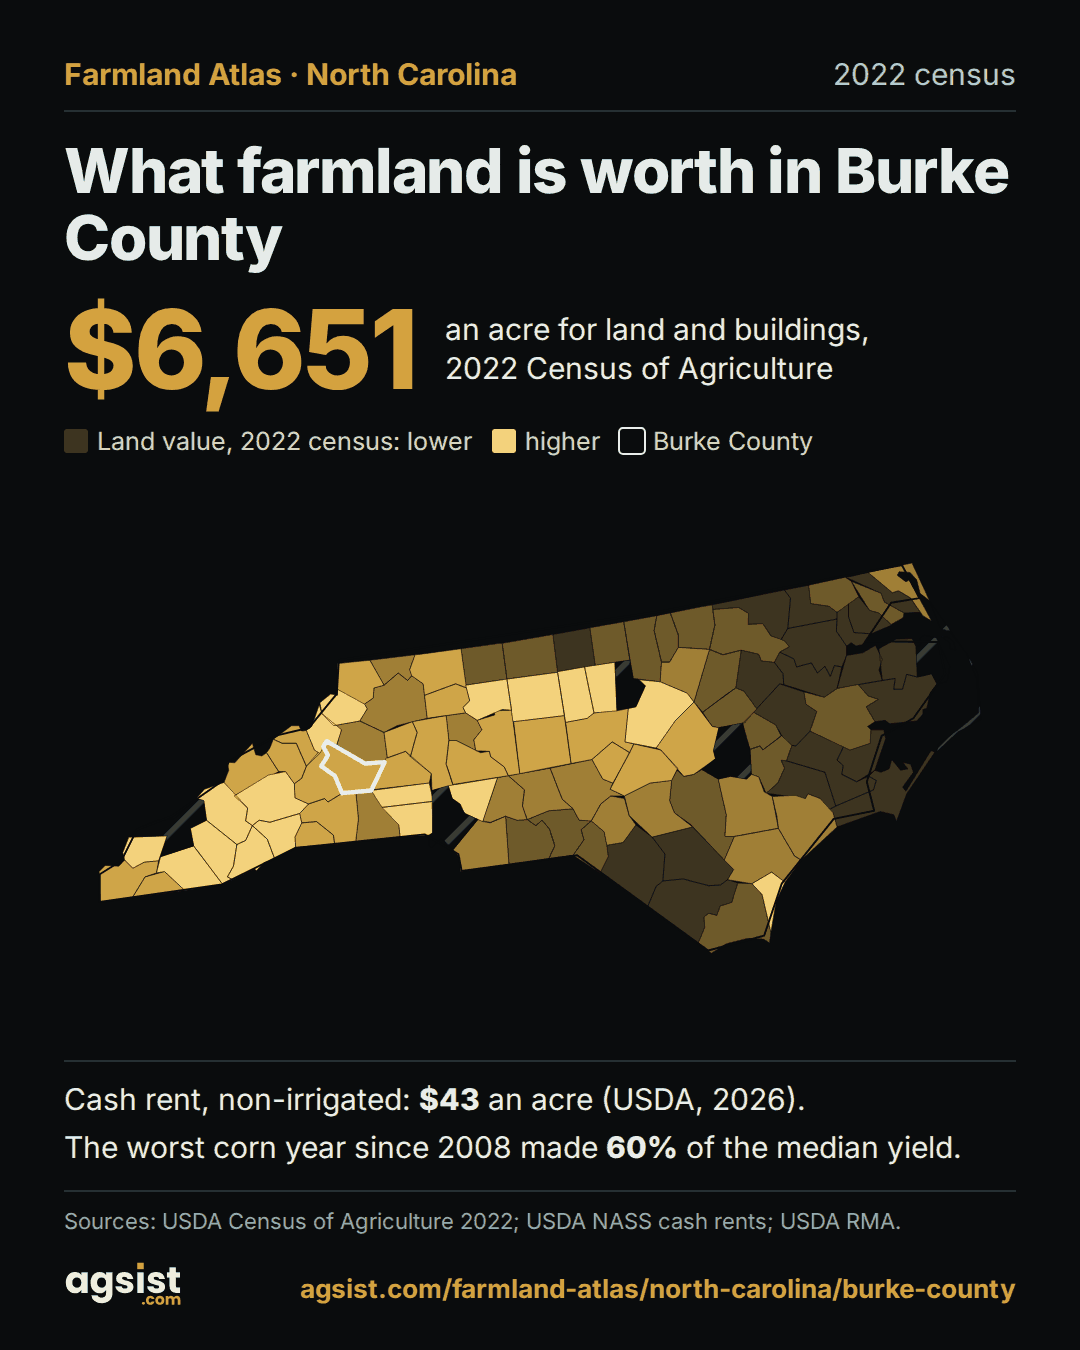 Farmland Atlas · North Carolina
2022 census
What farmland is worth in Burke
County
$6,651
an acre for land and buildings,
2022 Census of Agriculture
Land value, 2022 census: lower
higher
Burke County
Cash rent, non-irrigated: $43 an acre (USDA, 2026).
The worst corn year since 2008 made 60% of the median yield.
Sources: USDA Census of Agriculture 2022; USDA NASS cash rents; USDA RMA.
agsist
.com
agsist.com/farmland-atlas/north-carolina/burke-county